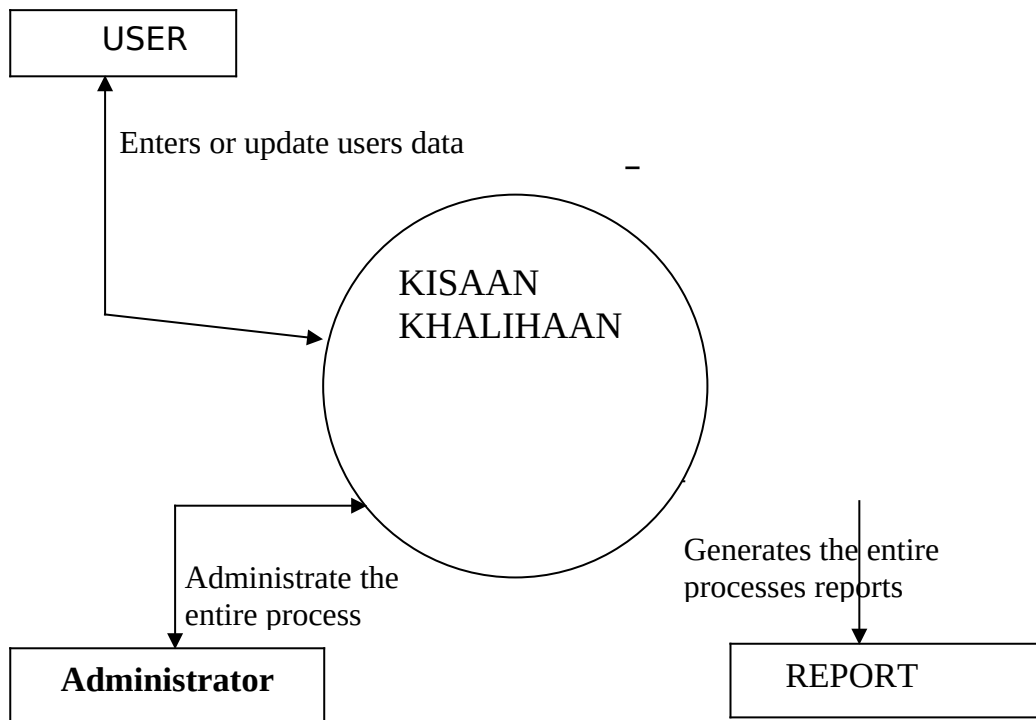 USER
Enters or update users data
KISAAN
KHALIHAAN
Administrate the
entire process
Generates the entire
processes reports
Administrator
REPORT